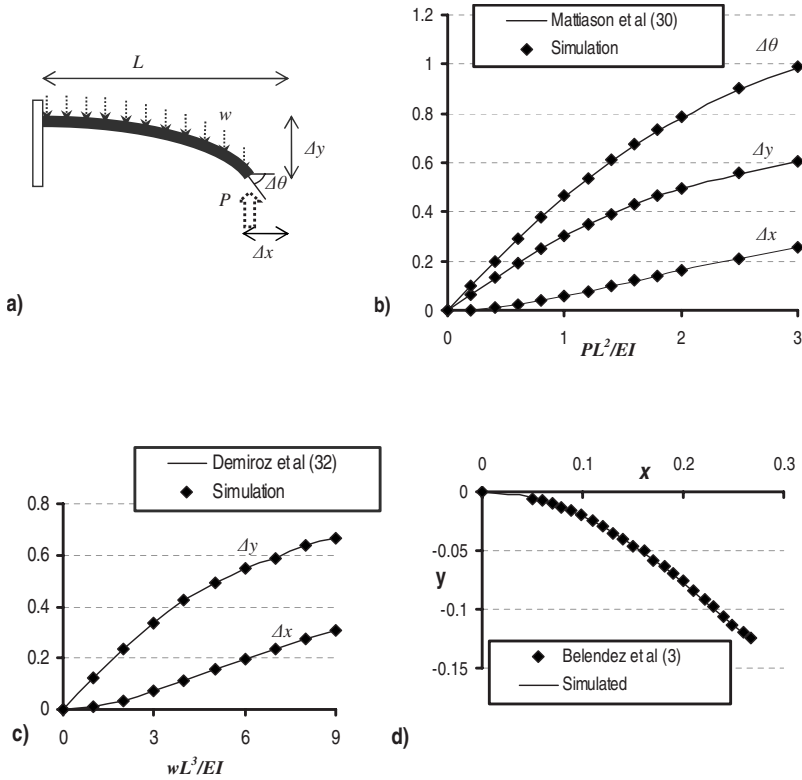 L
w
Δy
Δθ
P
Δx
a)
Mattiason et al (30)
Simulation
1.2
1
0.8
0.6
0.4
0.2
0
Δθ
Δy
Δx
0 1 2 3
PL²/EI
b)
Demiroz et al (32)
Simulation
0.8
0.6
0.4
0.2
0
Δy
Δx
0 3 6 9
wL³/EI
c)
0 0.1 0.2 0.3
x
0
-0.05
-0.1
-0.15
y
Belendez et al (3)
Simulated
d)